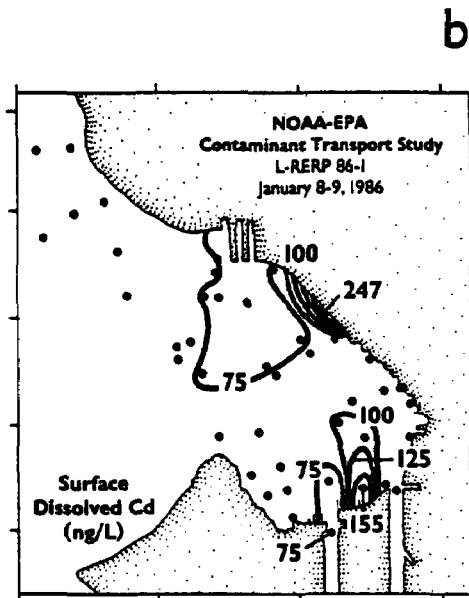 b
NOAA-EPA
Contaminant Transport Study
L-RERP 86-1
January 8-9, 1986
100
247
75
100
75
125
Surface
Dissolved Cd
(ng/L)
155
75